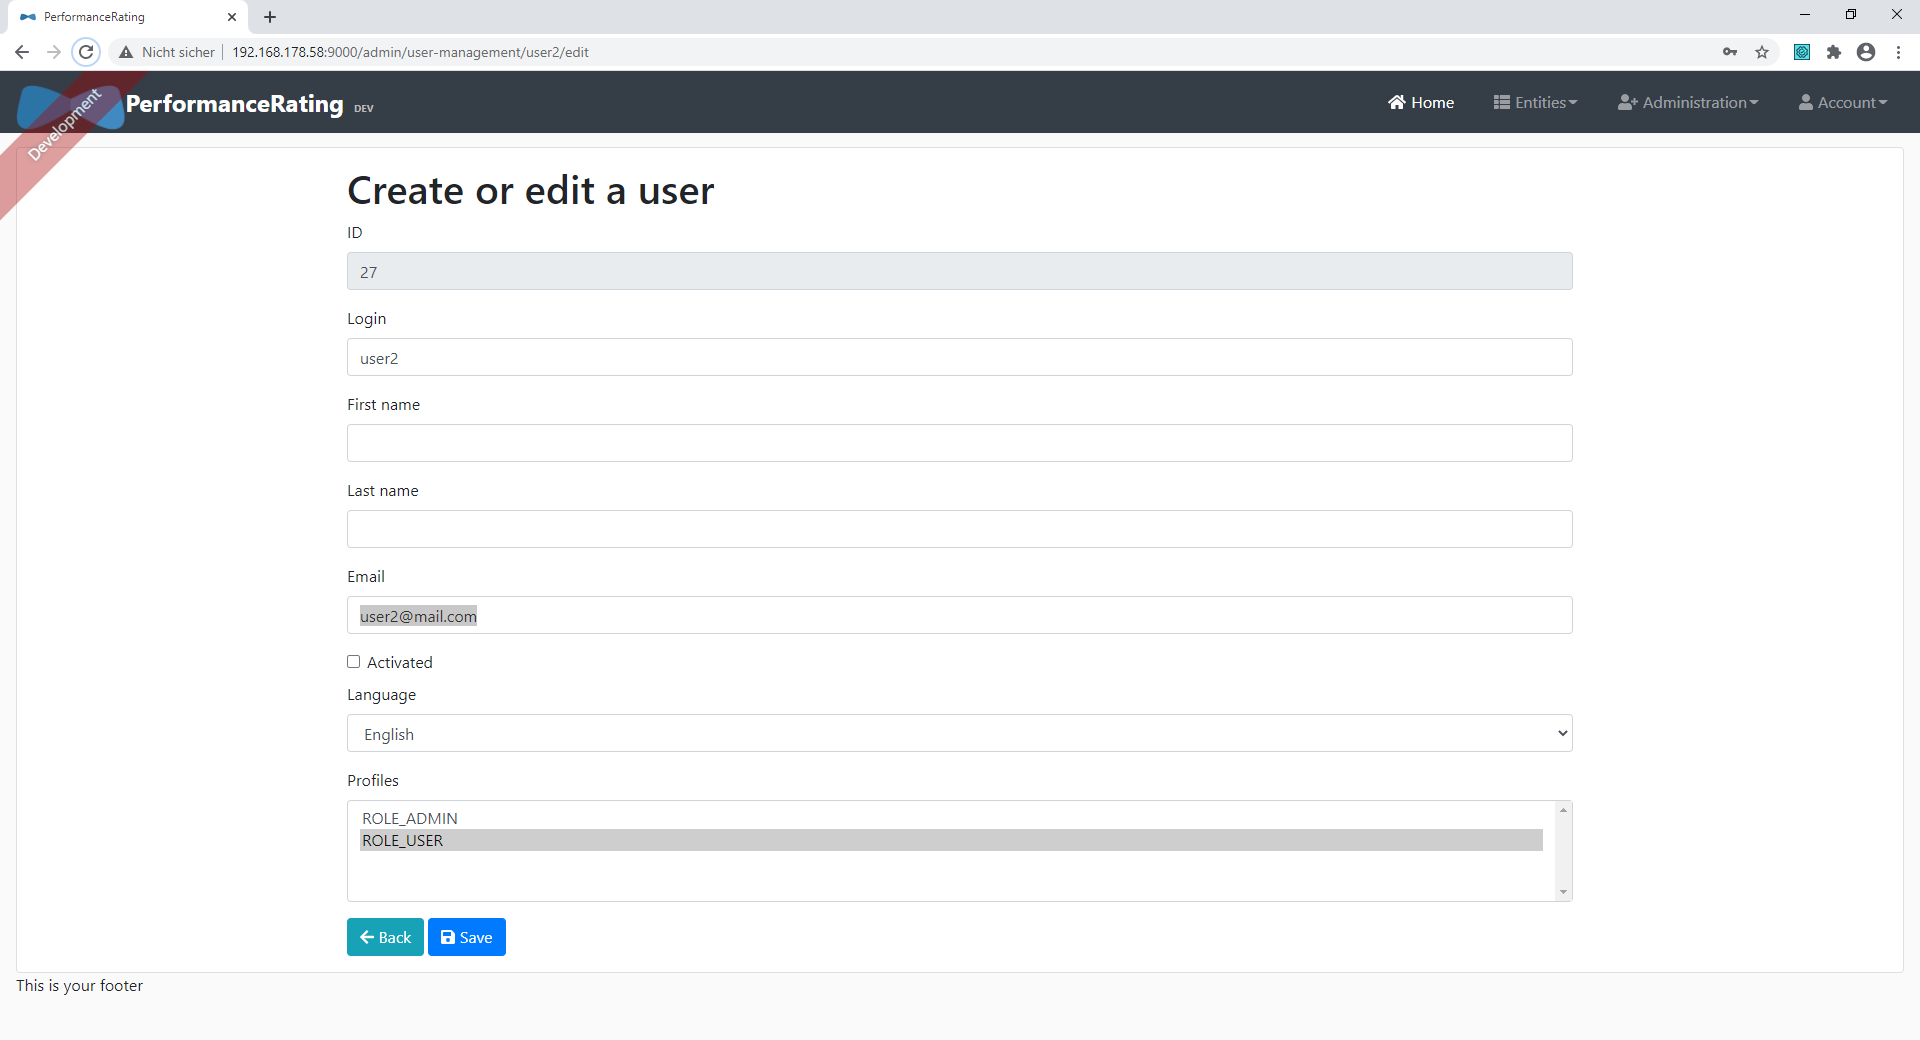 PerformanceRating
Nicht sicher 192.168.178.58:9000/admin/user-management/user2/edit
Development
PerformanceRating DEV
Home Entities Administration Account
Create or edit a user
ID
27
Login
user2
First name
Last name
Email
user2@mail.com
Activated
Language
English
Profiles
ROLE_ADMIN
ROLE_USER
Back Save
This is your footer